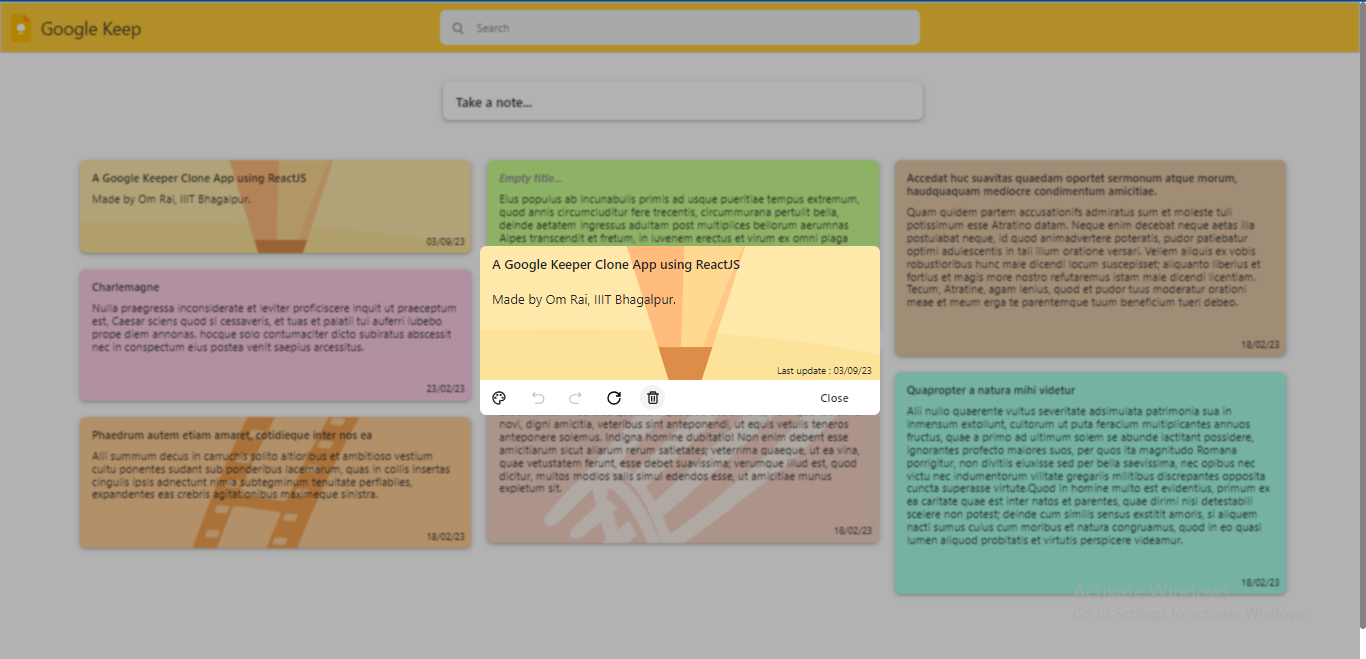 Google Keep
Search
Take a note...
A Google Keeper Clone App using ReactJS
Made by Om Rai, IIIT Bhagalpur.
03/09/23
Charlemagne
Nulla praegressa inconsiderate et leviter proficiscere inquit ut praeceptum
est, Caesar sciens quod si cessaveris, et tuas et palatii tui auferri iubebo
prope diem annonas. hocque solo contumaciter dicto subiratus abscessit
nec in conspectum eius postea venit saepius arcessitus.
23/02/23
Phaedrum autem etiam amaret, cotidieque inter nos ea
Alii summum decus in carruchis solito altioribus et ambitioso vestium
cultu ponentes sudant sub ponderibus lacernarum, quas in collis insertas
cingulis ipsis adnectunt nimia subtegminum tenuitate perflabiles,
expandentes eas crebris agitationibus maximeque sinistra.
18/02/23
Empty title...
Eius populus ab incunabulis primis ad usque pueritiae tempus extremum,
quod annis circumcluditur fere trecentis, circummurana pertulit bella,
deinde aetatem ingressus adultam post multiplices bellorum aerumnas
Alpes transcendit et fretum, in iuvenem erectus et virum ex omni plaga
A Google Keeper Clone App using ReactJS
Made by Om Rai, IIIT Bhagalpur.
Last update : 03/09/23
Close
novi, digni amicitia, veteribus sint anteponendi, ut equis vetulis teneros
anteponere solemus. Indigna homine dubitatio! Non enim debent esse
amicitiarum sicut aliarum rerum satietates; veterrima quaeque, ut ea vina,
quae vetustatem ferunt, esse debet suavissima; verumque illud est, quod
dicitur, multos modios salis simul edendos esse, ut amicitiae munus
expletum sit.
18/02/23
Accedat huc suavitas quaedam oportet sermonum atque morum,
haudquaquam mediocre condimentum amicitiae.
Quam quidem partem accusationis admiratus sum et moleste tuli
potissimum esse Atratino datam. Neque enim decebat neque aetas illa
postulabat neque, id quod animadvertere poteratis, pudor patiebatur
optimi adulescentis in tali illum oratione versari. Vellem aliquis ex vobis
robustioribus hunc male dicendi locum suscepisset; aliquanto liberius et
fortius et magis more nostro refutaremus istam male dicendi licentiam.
Tecum, Atratine, agam lenius, quod et pudor tuus moderatur orationi
meae et meum erga te parentemque tuum beneficium tueri debeo.
18/02/23
Quapropter a natura mihi videtur
Alii nullo quaerente vultus severitate adsimulata patrimonia sua in
inmensum extollunt, cultorum ut puta feracium multiplicantes annuos
fructus, quae a primo ad ultimum solem se abunde iactitant possidere,
ignorantes profecto maiores suos, per quos ita magnitudo Romana
porrigitur, non divitiis eluxisse sed per bella saevissima, nec opibus nec
victu nec indumentorum vilitate gregariis militibus discrepantes opposita
cuncta superasse virtute.Quod in homine multo est evidentius, primum ex
ea caritate quae est inter natos et parentes, quae dirimi nisi detestabili
scelere non potest; deinde cum similis sensus exstitit amoris, si aliquem
nacti sumus cuius cum moribus et natura congruamus, quod in eo quasi
lumen aliquod probitatis et virtutis perspicere videamur.
18/02/23
Activate Windows
Go to Settings to activate Windows.